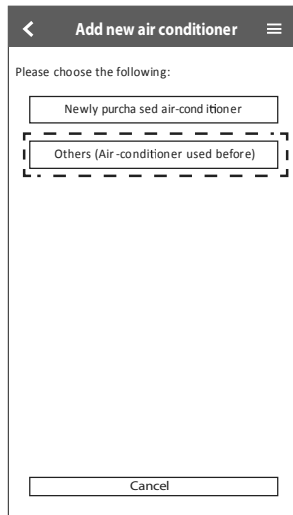 Add new air conditioner
Please choose the following:
Newly purcha sed air-cond itioner
Others (Air-conditioner used before)
Cancel